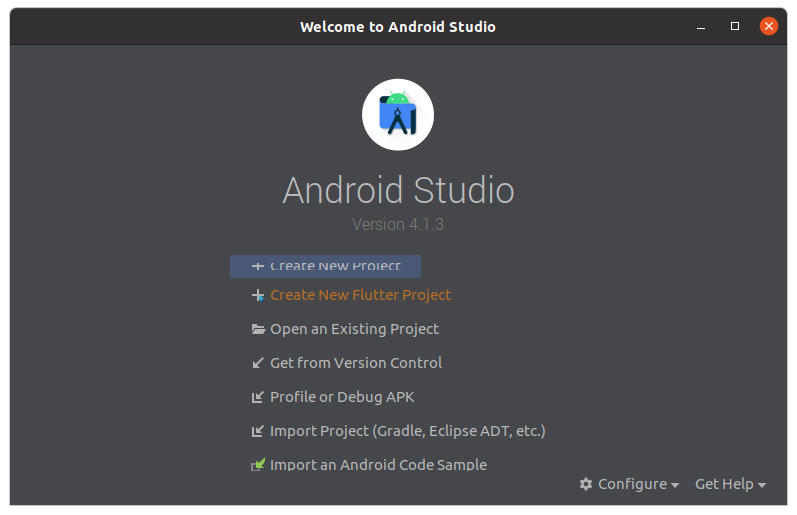 Welcome to Android Studio
Android Studio
Version 4.1.3
Create New Project
Create New Flutter Project
Open an Existing Project
Get from Version Control
Profile or Debug APK
Import Project (Gradle, Eclipse ADT, etc.)
Import an Android Code Sample
Configure Get Help